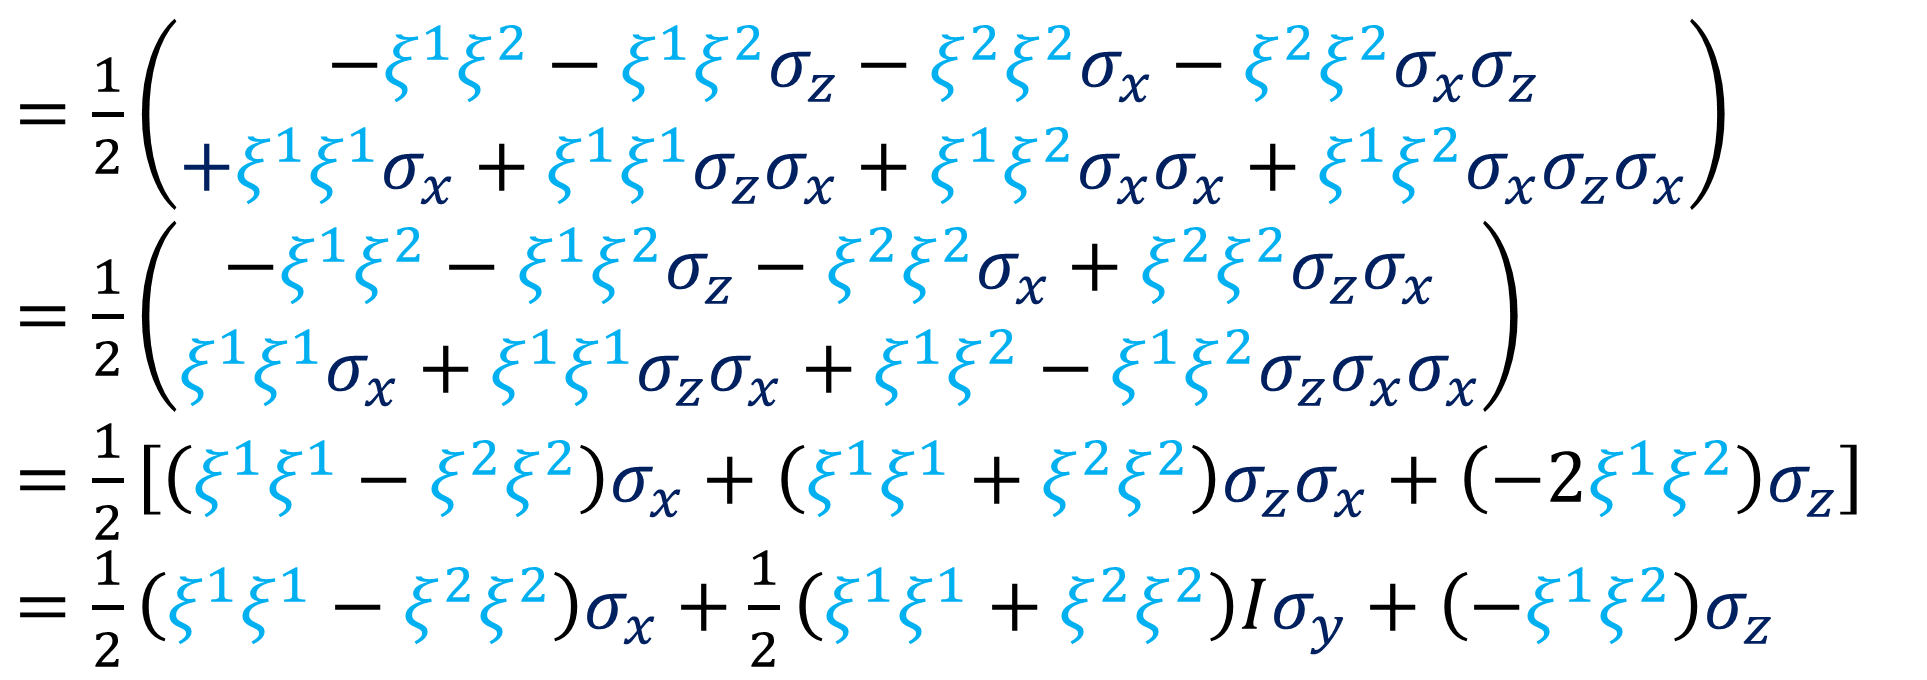 = 1/2 ( −ξ¹ξ² − ξ¹ξ²σ_z − ξ²ξ²σ_x − ξ²ξ²σ_xσ_z
+ξ¹ξ¹σ_x + ξ¹ξ¹σ_zσ_x + ξ¹ξ²σ_xσ_x + ξ¹ξ²σ_xσ_zσ_x )
= 1/2 ( −ξ¹ξ² − ξ¹ξ²σ_z − ξ²ξ²σ_x + ξ²ξ²σ_zσ_x
ξ¹ξ¹σ_x + ξ¹ξ¹σ_zσ_x + ξ¹ξ² − ξ¹ξ²σ_zσ_xσ_x )
= 1/2 [(ξ¹ξ¹ − ξ²ξ²)σ_x + (ξ¹ξ¹ + ξ²ξ²)σ_zσ_x + (−2ξ¹ξ²)σ_z]
= 1/2 (ξ¹ξ¹ − ξ²ξ²)σ_x + 1/2 (ξ¹ξ¹ + ξ²ξ²)Iσ_y + (−ξ¹ξ²)σ_z